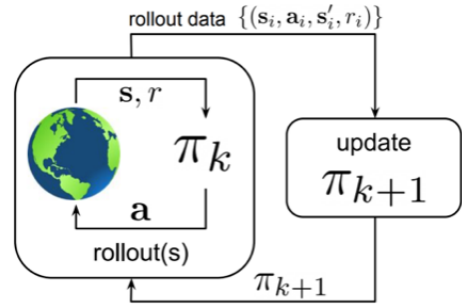 rollout data {(s_i, a_i, s'_i, r_i)}
s, r
π_k
a
rollout(s)
update
π_{k+1}
π_{k+1}